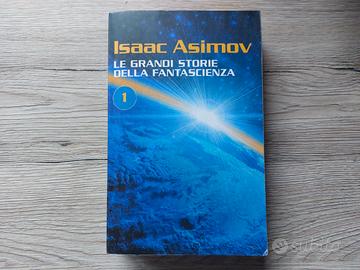 Isaac Asimov
LE GRANDI STORIE
DELLA FANTASCIENZA
1
subito